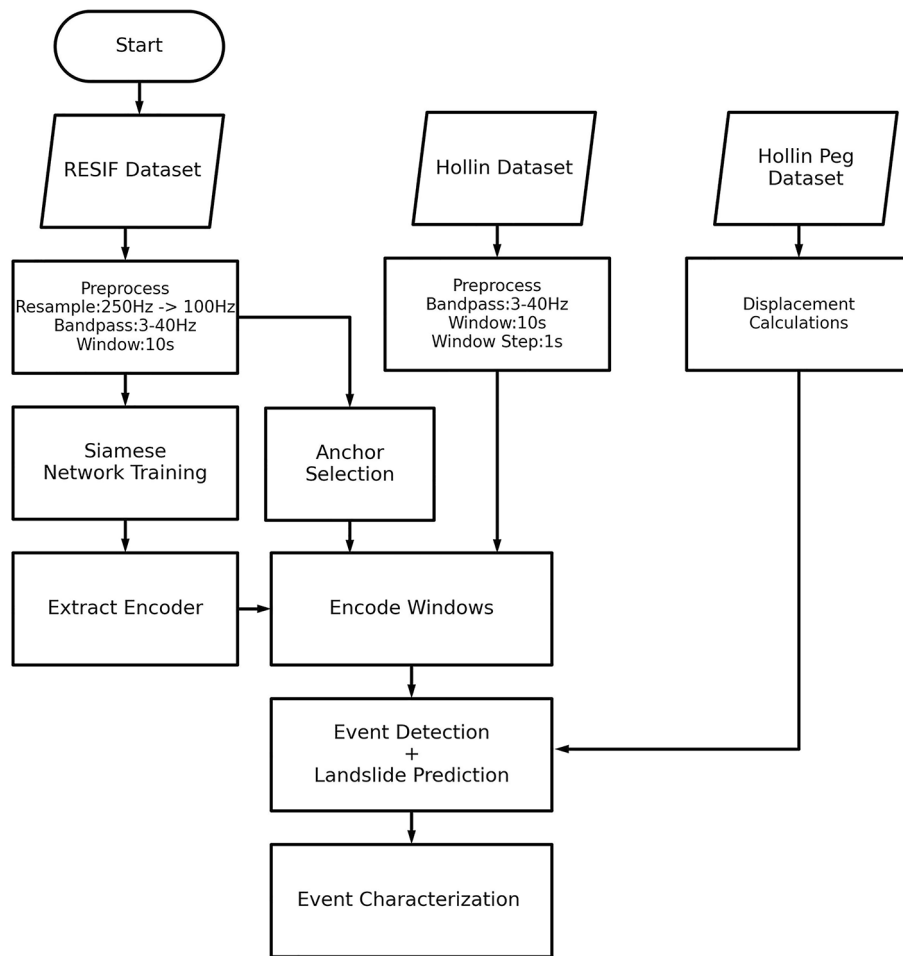 Start
RESIF Dataset
Hollin Dataset
Hollin Peg
Dataset
Preprocess
Resample:250Hz -> 100Hz
Bandpass:3-40Hz
Window:10s
Preprocess
Bandpass:3-40Hz
Window:10s
Window Step:1s
Displacement
Calculations
Siamese
Network Training
Anchor
Selection
Extract Encoder
Encode Windows
Event Detection
+
Landslide Prediction
Event Characterization